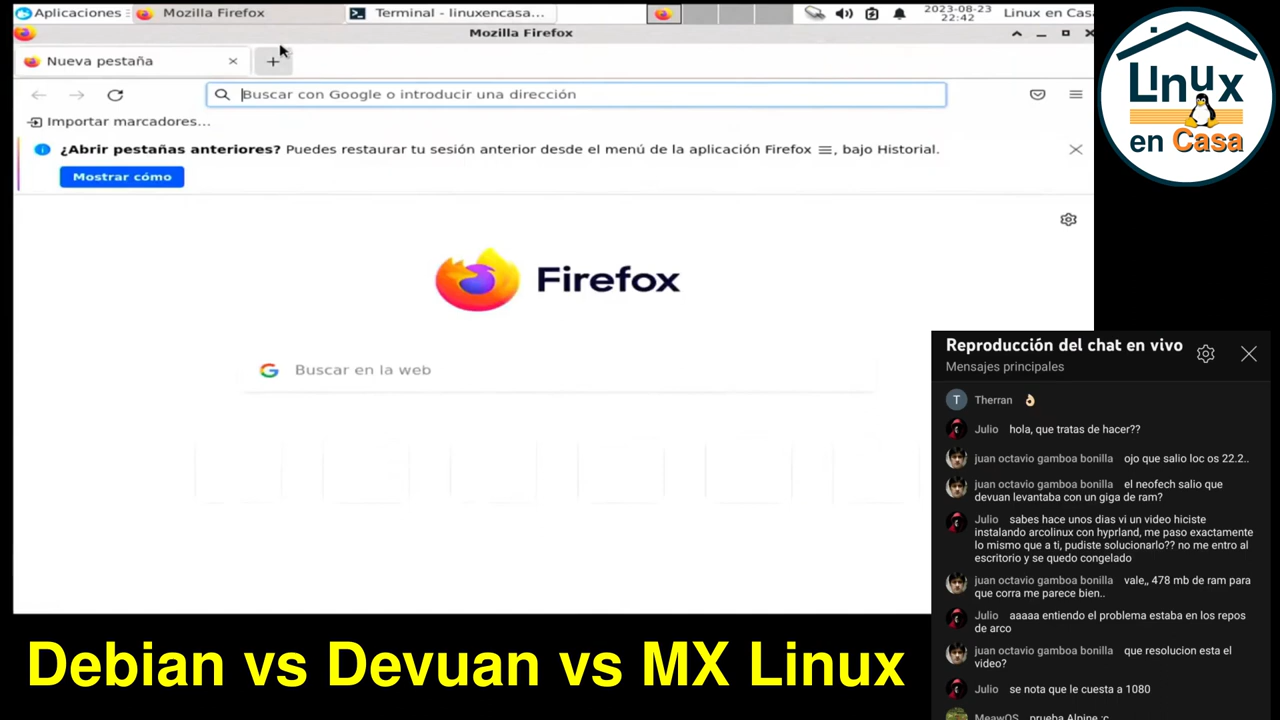 Aplicaciones
Mozilla Firefox
Terminal - linuxencasa...
2023-08-23
22:42
Linux en Cas
Mozilla Firefox
Nueva pestaña
Buscar con Google o introducir una dirección
Importar marcadores...
¿Abrir pestañas anteriores? Puedes restaurar tu sesión anterior desde el menú de la aplicación Firefox ≡, bajo Historial.
Mostrar cómo
Firefox
Buscar en la web
Linux
en Casa
Reproducción del chat en vivo
Mensajes principales
T Therran 👌🏻
Julio hola, que tratas de hacer??
juan octavio gamboa bonilla ojo que salio loc os 22.2..
juan octavio gamboa bonilla el neofech salio que
devuan levantaba con un giga de ram?
Julio sabes hace unos dias vi un video hiciste
instalando arcolinux con hyprland, me paso exactamente
lo mismo que a ti, pudiste solucionarlo?? no me entro al
escritorio y se quedo congelado
juan octavio gamboa bonilla vale,, 478 mb de ram para
que corra me parece bien..
Julio aaaaa entiendo el problema estaba en los repos
de arco
juan octavio gamboa bonilla que resolucion esta el
video?
Julio se nota que le cuesta a 1080
MeawOS prueba Alpine :c
Debian vs Devuan vs MX Linux